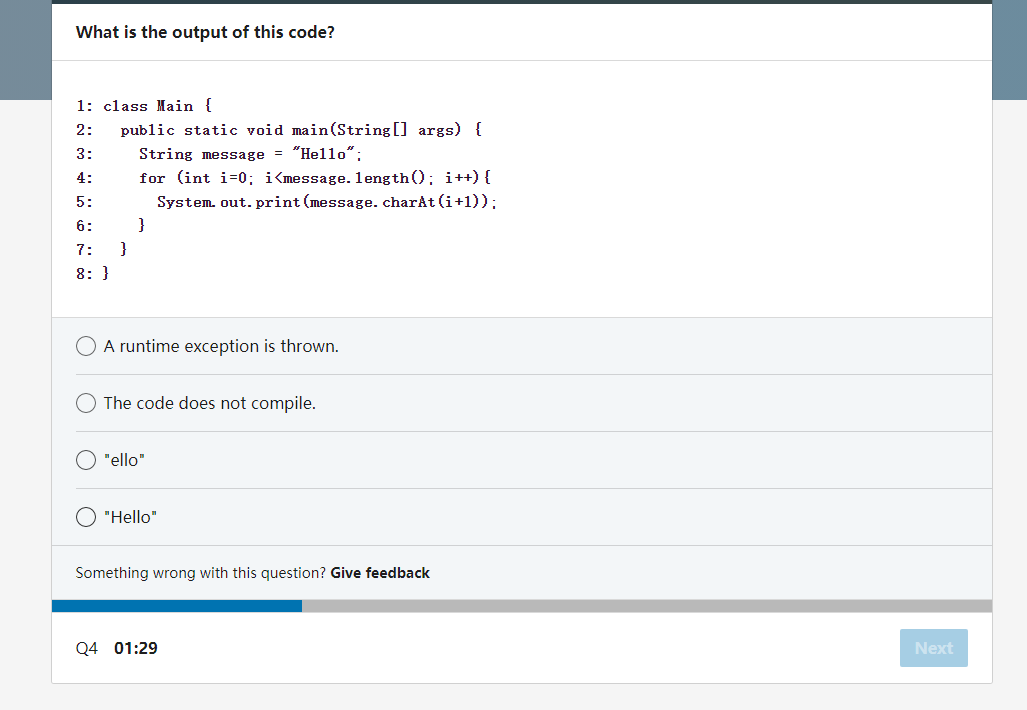 What is the output of this code?
1: class Main {
2:   public static void main(String[] args) {
3:     String message = "Hello";
4:     for (int i=0; i<message.length(); i++){
5:       System.out.print(message.charAt(i+1));
6:     }
7:   }
8: }
A runtime exception is thrown.
The code does not compile.
"ello"
"Hello"
Something wrong with this question? Give feedback
Q4 01:29
Next